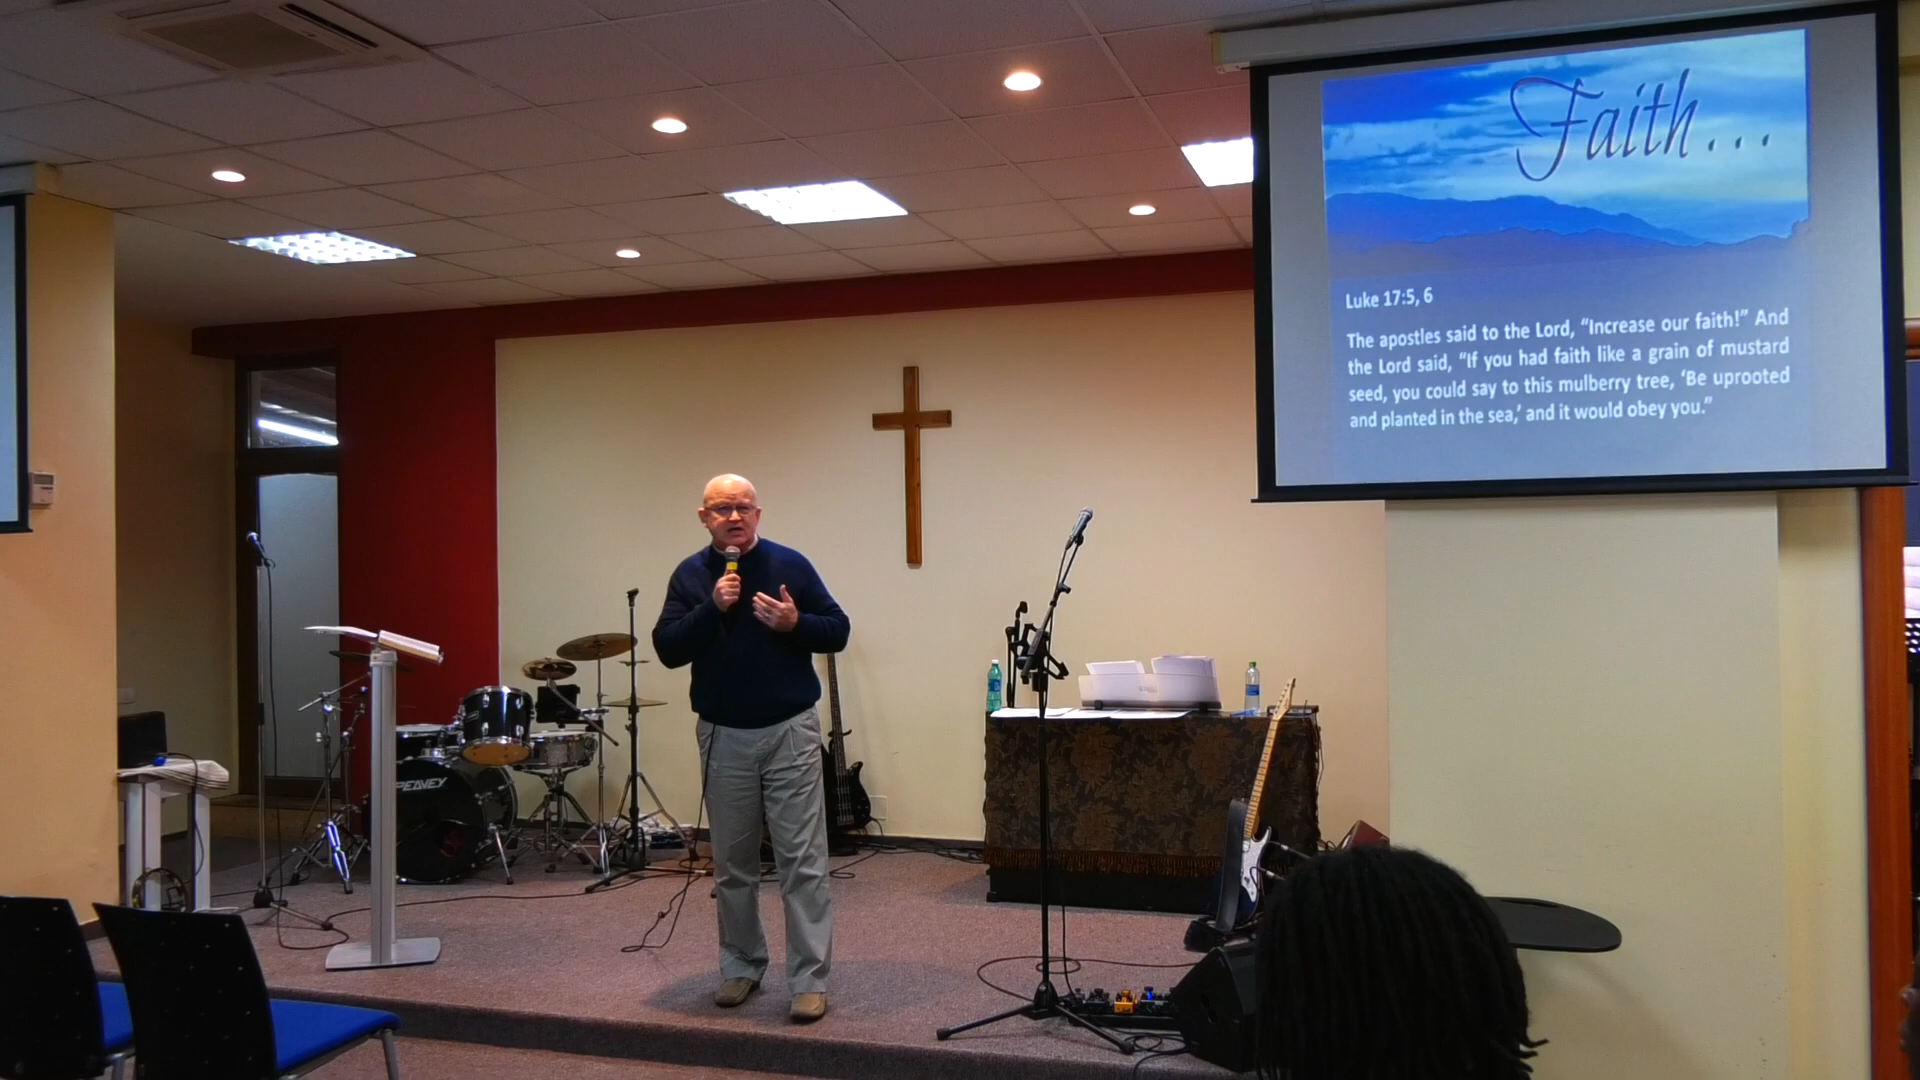 Faith...
Luke 17:5, 6
The apostles said to the Lord, “Increase our faith!” And
the Lord said, “If you had faith like a grain of mustard
seed, you could say to this mulberry tree, ‘Be uprooted
and planted in the sea,’ and it would obey you.”
PEAVEY